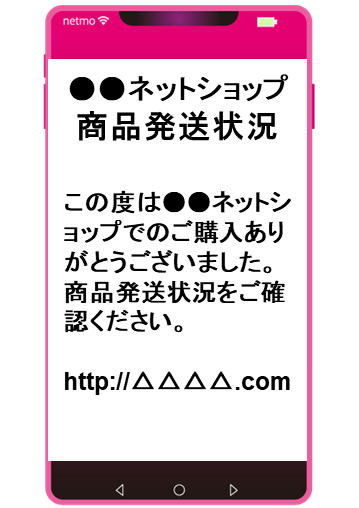 netmo
●●ネットショップ
商品発送状況
この度は●●ネットシ
ョップでのご購入あり
がとうございました。
商品発送状況をご確
認ください。
http://△△△△.com